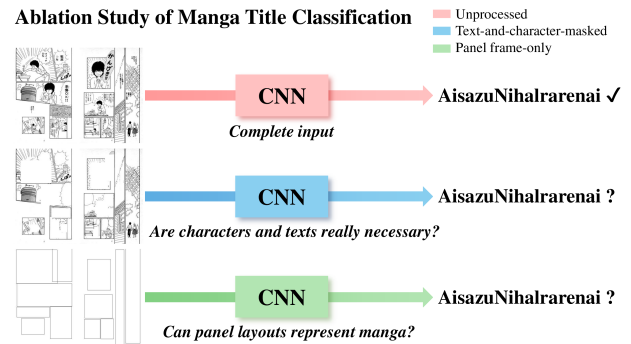 Ablation Study of Manga Title Classification
Unprocessed
Text-and-character-masked
Panel frame-only
CNN
AisazuNihaIrarenai ✓
Complete input
CNN
AisazuNihaIrarenai ?
Are characters and texts really necessary?
CNN
AisazuNihaIrarenai ?
Can panel layouts represent manga?